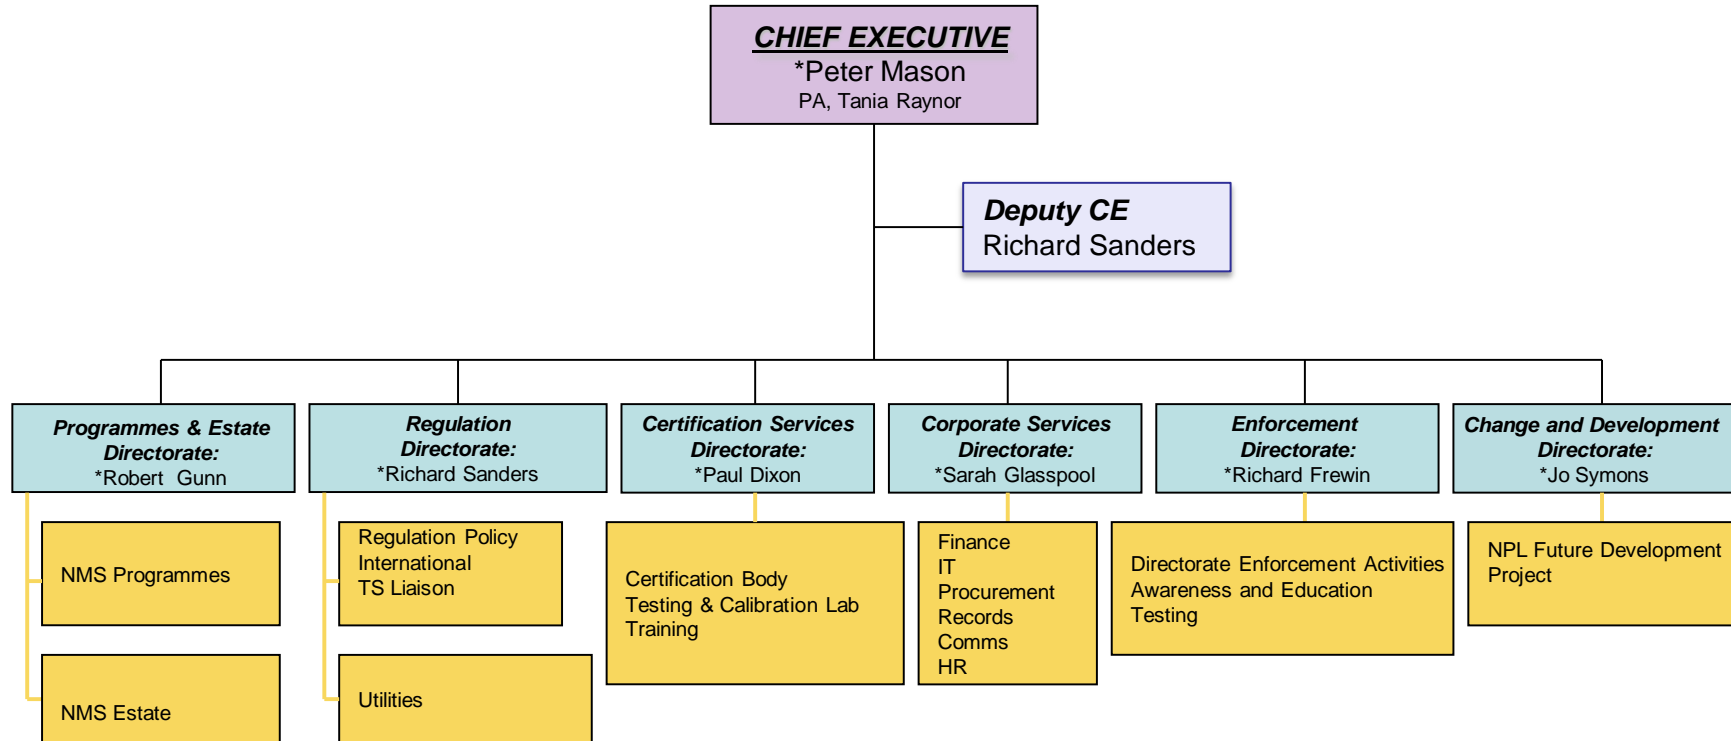 CHIEF EXECUTIVE
*Peter Mason
PA, Tania Raynor
Deputy CE
Richard Sanders
Programmes & Estate
Directorate:
*Robert Gunn
Regulation
Directorate:
*Richard Sanders
Certification Services
Directorate:
*Paul Dixon
Corporate Services
Directorate:
*Sarah Glasspool
Enforcement
Directorate:
*Richard Frewin
Change and Development
Directorate:
*Jo Symons
NMS Programmes
NMS Estate
Regulation Policy
International
TS Liaison
Utilities
Certification Body
Testing & Calibration Lab
Training
Finance
IT
Procurement
Records
Comms
HR
Directorate Enforcement Activities
Awareness and Education
Testing
NPL Future Development
Project